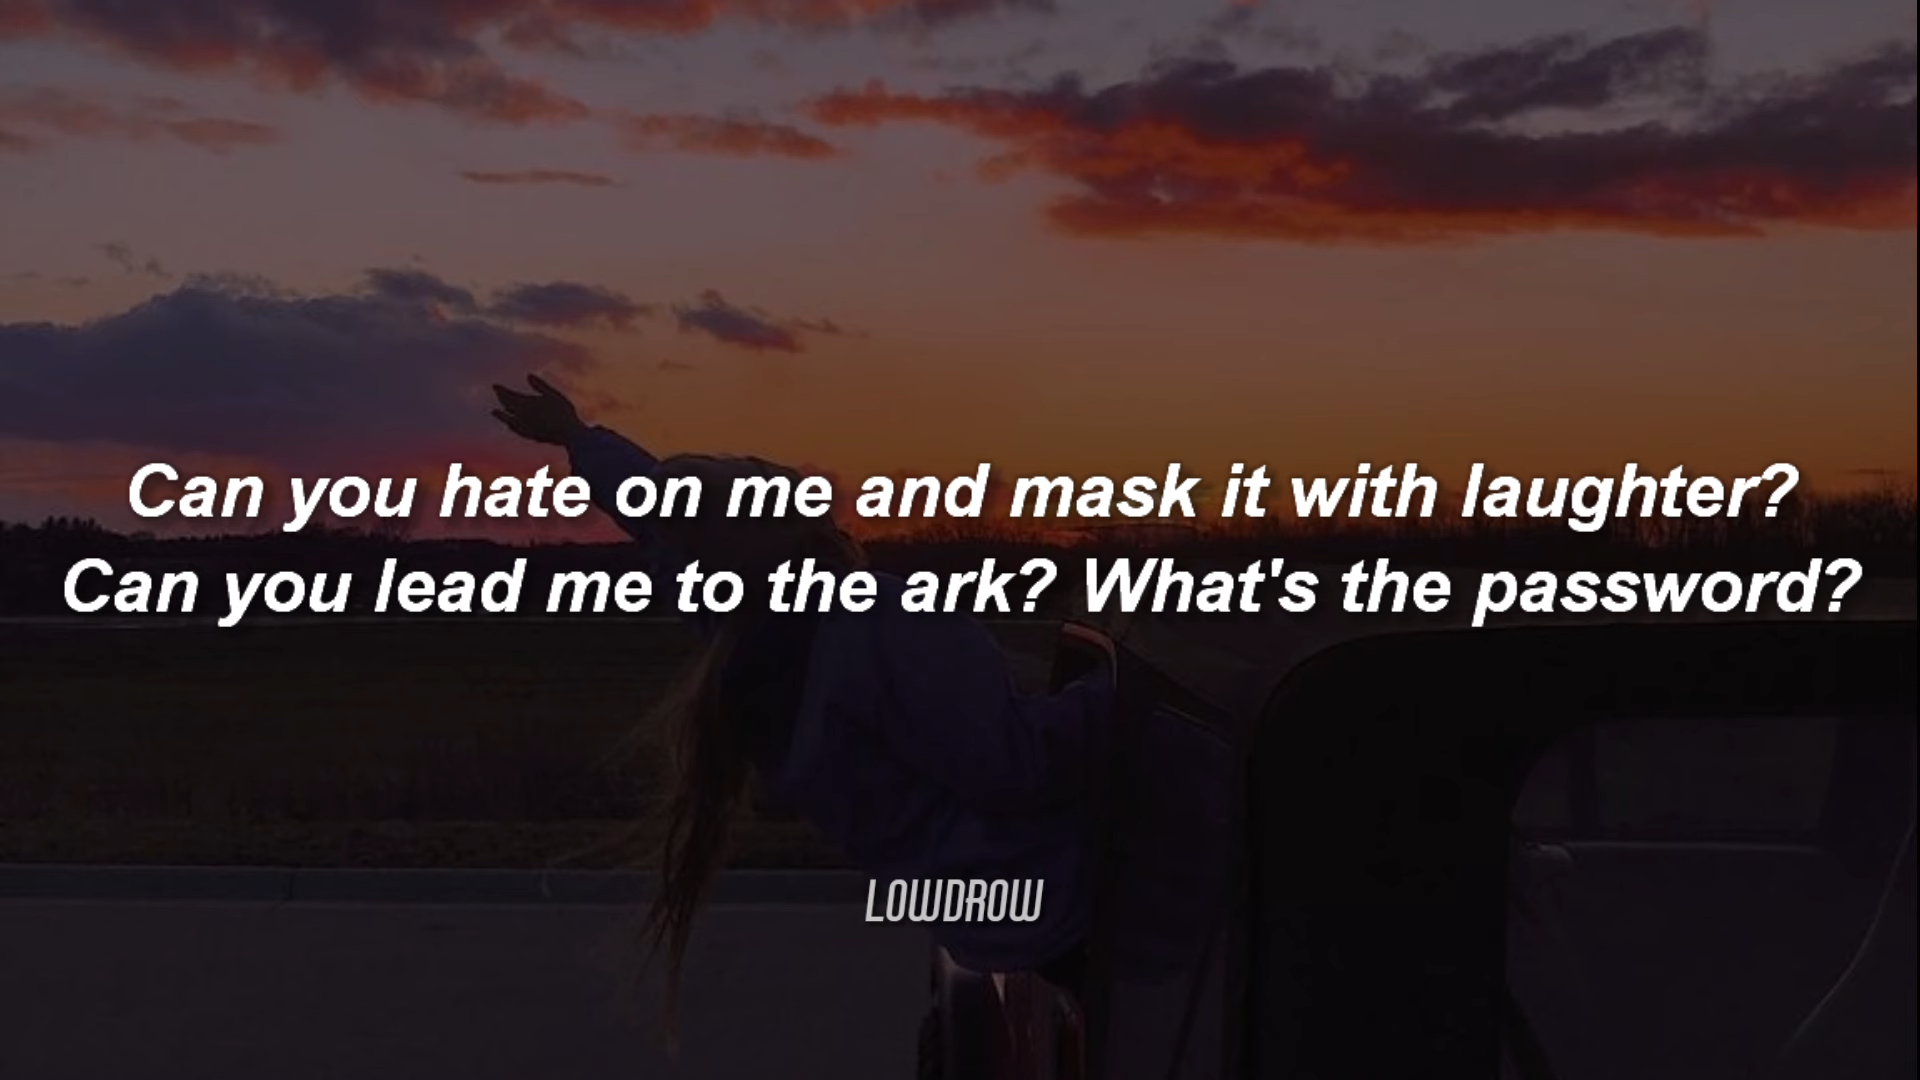 Can you hate on me and mask it with laughter?
Can you lead me to the ark? What's the password?
LOWDROW